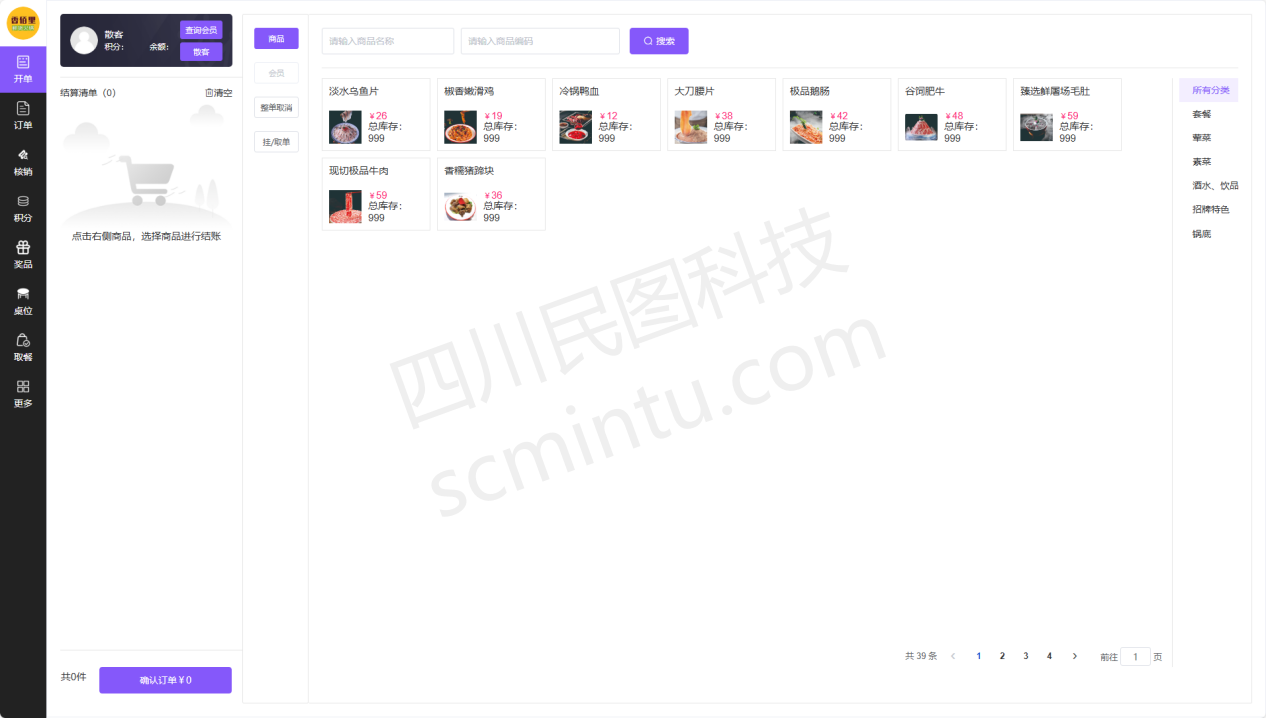 香佰里
开单
订单
核销
积分
奖品
桌位
取餐
更多
散客
积分：
余额：
查询会员
散客
结算清单（0）
清空
点击右侧商品，选择商品进行结账
共0件
确认订单 ¥ 0
商品
会员
整单取消
挂/取单
请输入商品名称
请输入商品编码
搜索
淡水乌鱼片
¥ 26
总库存：
999
椒香嫩滑鸡
¥ 19
总库存：
999
冷锅鸭血
¥ 12
总库存：
999
大刀腰片
¥ 38
总库存：
999
极品鹅肠
¥ 42
总库存：
999
谷饲肥牛
¥ 48
总库存：
999
臻选鲜屠场毛肚
¥ 59
总库存：
999
现切极品牛肉
¥ 59
总库存：
999
香糯猪蹄块
¥ 36
总库存：
999
所有分类
套餐
荤菜
素菜
酒水、饮品
招牌特色
锅底
四川民图科技
scmintu.com
共 39 条
1
2
3
4
前往
1
页